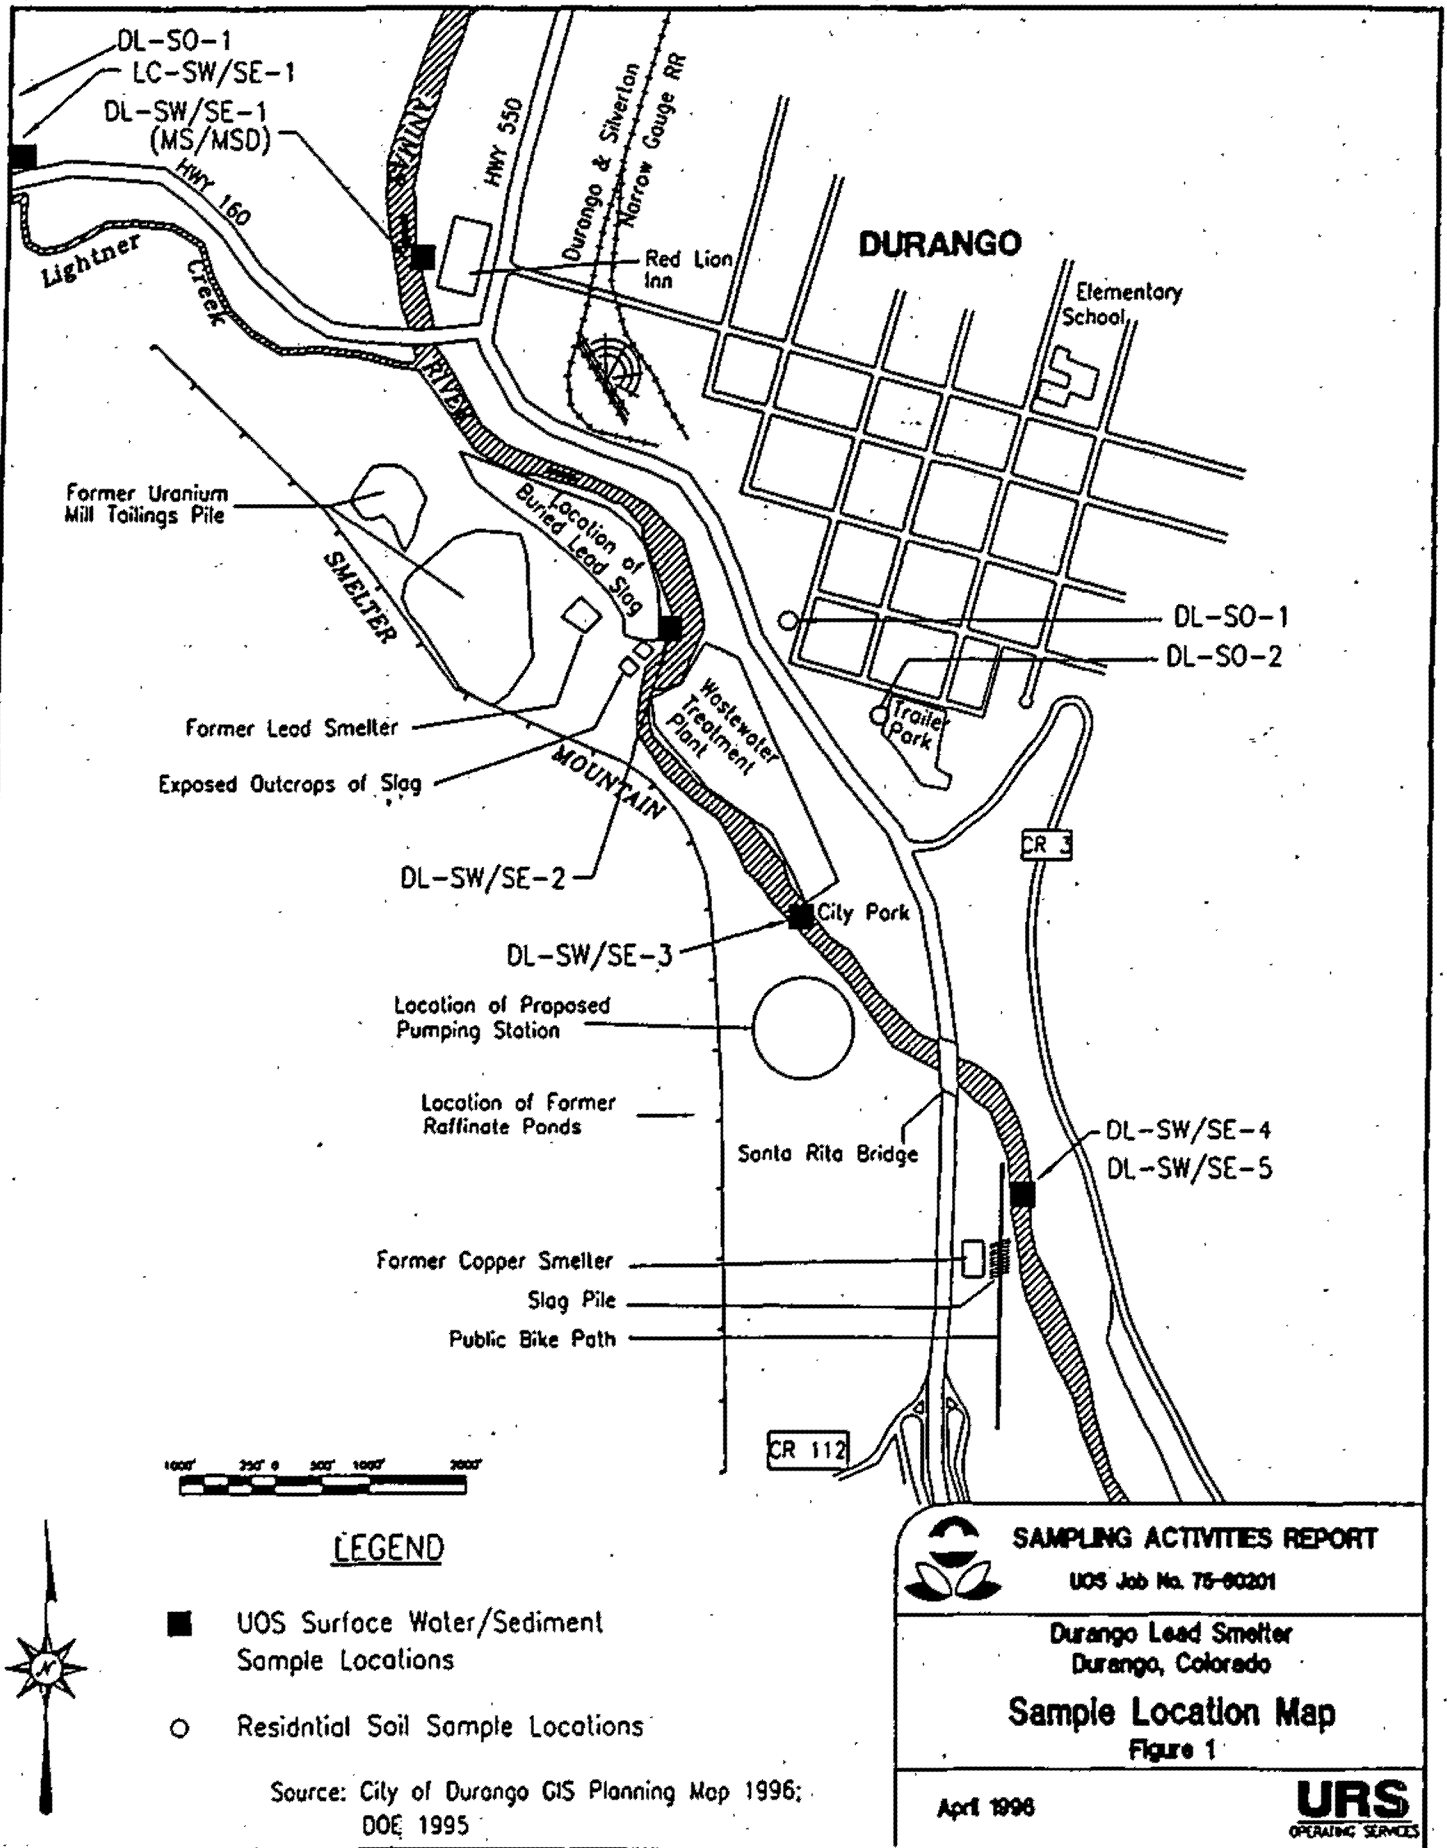 DL-SO-1
LC-SW/SE-1
DL-SW/SE-1
(MS/MSD)
ANIMAS
HWY 550
Durango & Silverton
Narrow Gauge RR
HWY 160
Lightner
Creek
Red Lion
Inn
DURANGO
Elementary
School
RIVER
Former Uranium
Mill Tailings Pile
Location of
Buried Lead Slag
SMELTER
DL-SO-1
DL-SO-2
Former Lead Smelter
Wastewater
Treatment
Plant
Trailer
Park
Exposed Outcrops of Slag
MOUNTAIN
CR 3
DL-SW/SE-2
City Park
DL-SW/SE-3
Location of Proposed
Pumping Station
Location of Former
Raffinate Ponds
Santa Rita Bridge
DL-SW/SE-4
DL-SW/SE-5
Former Copper Smelter
Slag Pile
Public Bike Path
CR 112
1000' 250' 0 500' 1000' 2000'
LEGEND
UOS Surface Water/Sediment
Sample Locations
Residntial Soil Sample Locations
Source: City of Durango GIS Planning Map 1996;
DOE 1995
N
SAMPLING ACTIVITIES REPORT
UOS Job No. 75-60201
Durango Lead Smelter
Durango, Colorado
Sample Location Map
Figure 1
April 1996
URS
OPERATING SERVICES